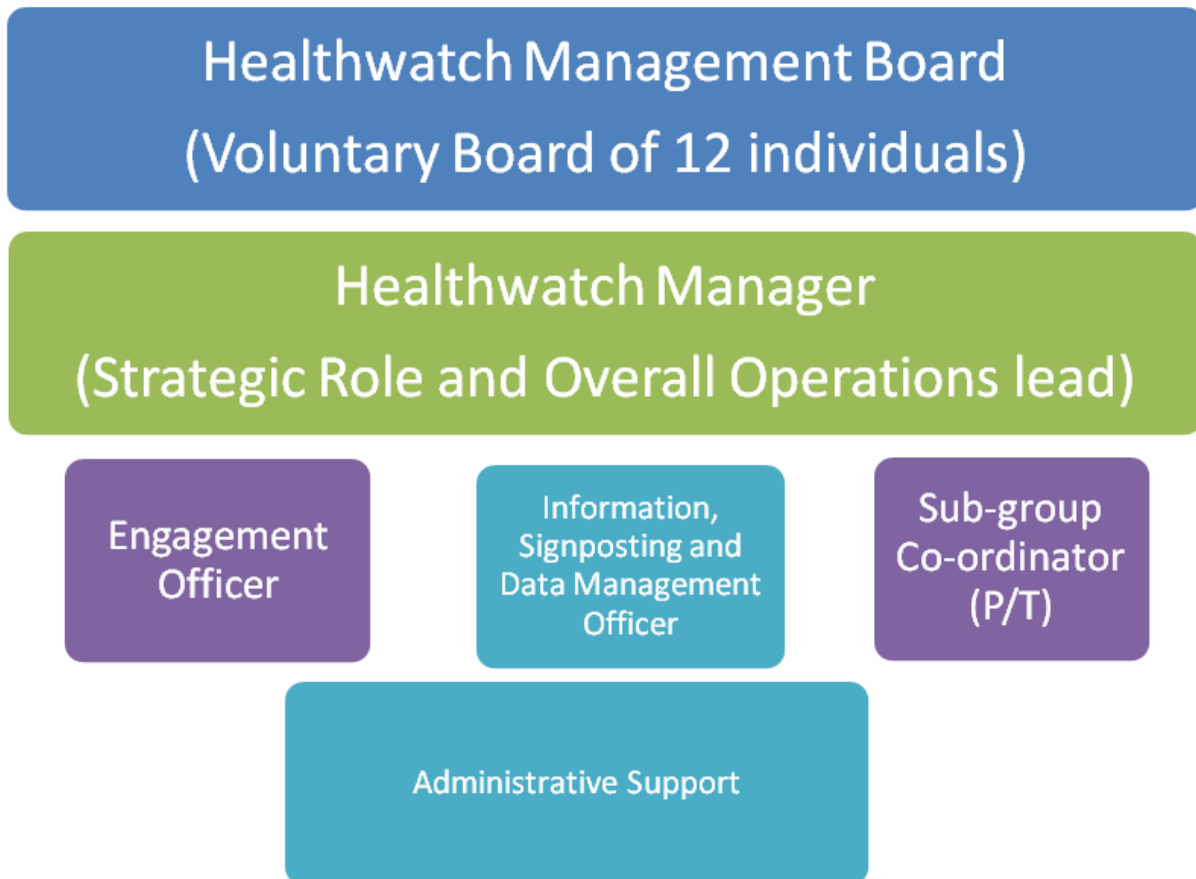 Healthwatch Management Board
(Voluntary Board of 12 individuals)
Healthwatch Manager
(Strategic Role and Overall Operations lead)
Engagement
Officer
Information,
Signposting and
Data Management
Officer
Sub-group
Co-ordinator
(P/T)
Administrative Support